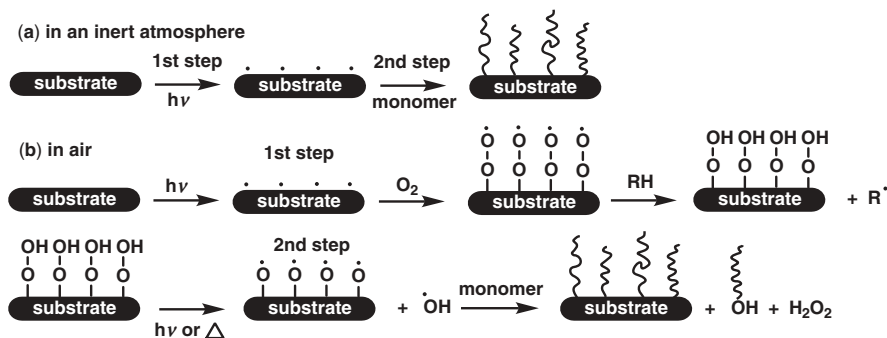 (a) in an inert atmosphere
substrate
1st step
hν
substrate
2nd step
monomer
substrate
(b) in air
substrate
hν
1st step
substrate
O₂
O O O O
O O O O
substrate
RH
OH OH OH OH
O O O O
substrate
+ R•
OH OH OH OH
O O O O
substrate
hν or △
2nd step
O O O O
substrate
+ •OH
monomer
substrate
+
OH + H₂O₂